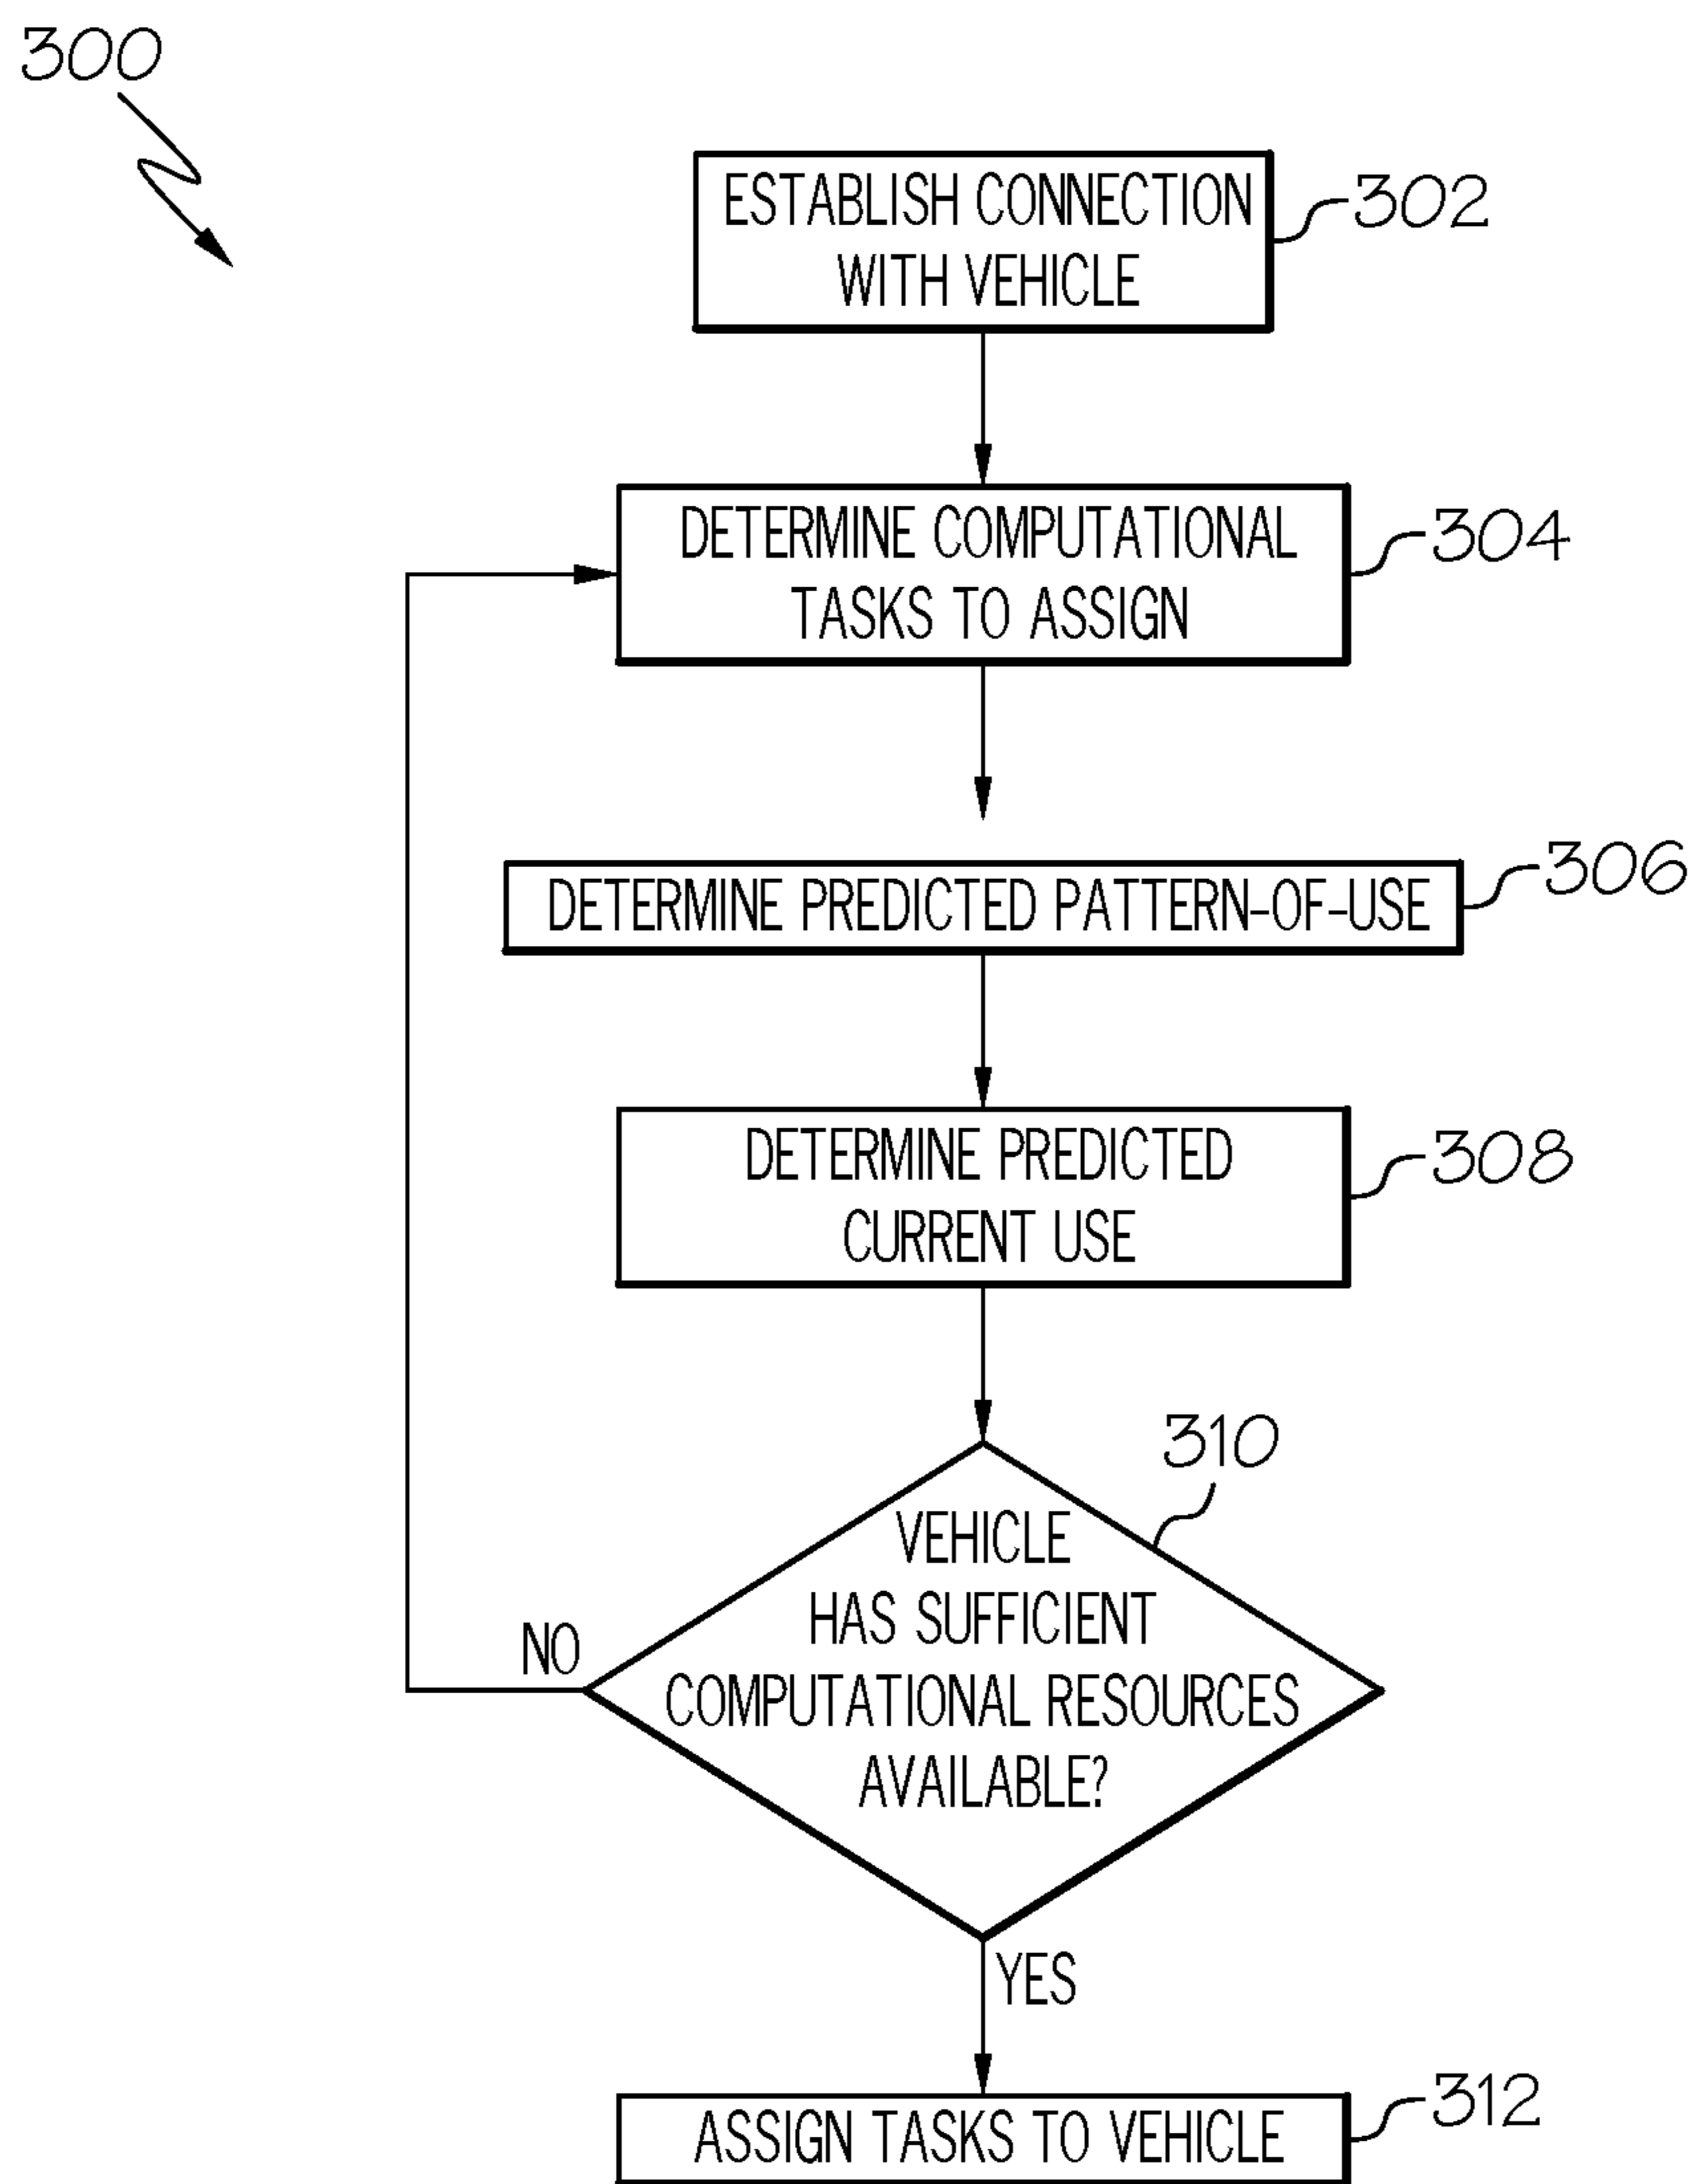 300
ESTABLISH CONNECTION
WITH VEHICLE
302
DETERMINE COMPUTATIONAL
TASKS TO ASSIGN
304
DETERMINE PREDICTED PATTERN-OF-USE
306
DETERMINE PREDICTED
CURRENT USE
308
310
VEHICLE
HAS SUFFICIENT
COMPUTATIONAL RESOURCES
AVAILABLE?
NO
YES
ASSIGN TASKS TO VEHICLE
312